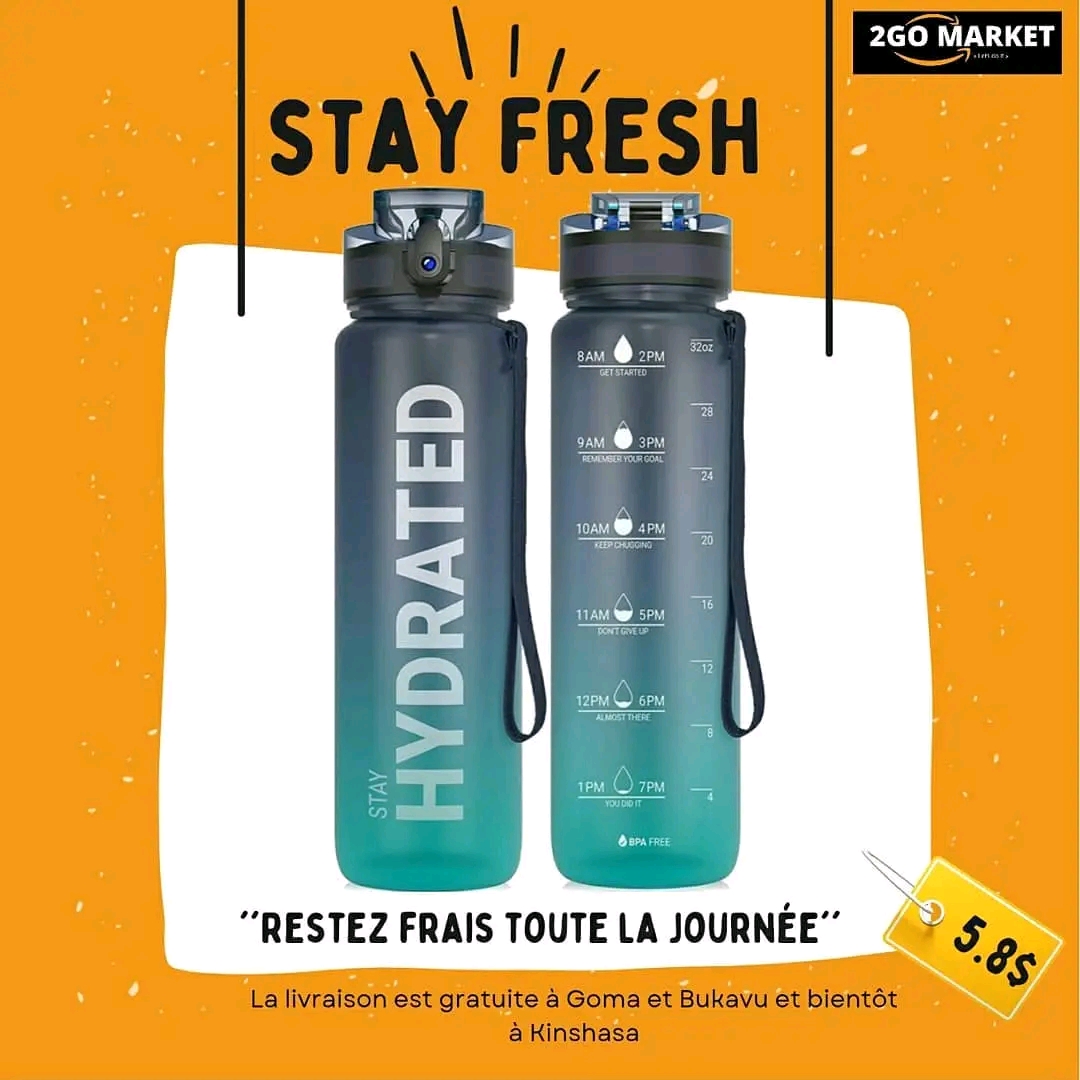 2GO MARKET
STAY FRESH
STAY
HYDRATED
8AM 2PM
GET STARTED
9AM 3PM
REMEMBER YOUR GOAL
10AM 4PM
KEEP CHUGGING
11AM 5PM
DON'T GIVE UP
12PM 6PM
ALMOST THERE
1PM 7PM
YOU DID IT
BPA FREE
32oz
28
24
20
16
12
8
4
"RESTEZ FRAIS TOUTE LA JOURNÉE"
5.8$
La livraison est gratuite à Goma et Bukavu et bientôt
à Kinshasa